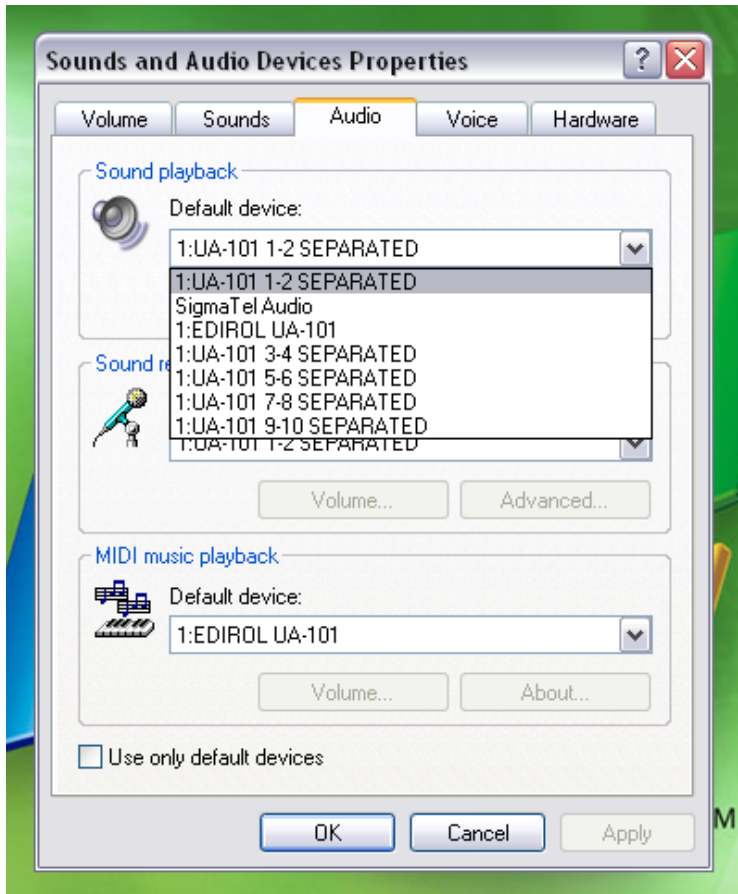 Sounds and Audio Devices Properties
Volume Sounds Audio Voice Hardware
Sound playback
Default device:
1:UA-101 1-2 SEPARATED
1:UA-101 1-2 SEPARATED
SigmaTel Audio
1:EDIROL UA-101
1:UA-101 3-4 SEPARATED
1:UA-101 5-6 SEPARATED
1:UA-101 7-8 SEPARATED
1:UA-101 9-10 SEPARATED
Sound re
1:UA-101 1-2 SEPARATED
Volume... Advanced...
MIDI music playback
Default device:
1:EDIROL UA-101
Volume... About...
Use only default devices
OK Cancel Apply
M